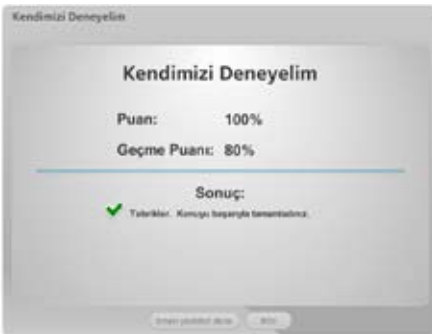 Kendimizi Deneyelim
Kendimizi Deneyelim
Puan: 100%
Geçme Puanı: 80%
Sonuç:
Tebrikler. Konuyu başarıyla tamamladınız.